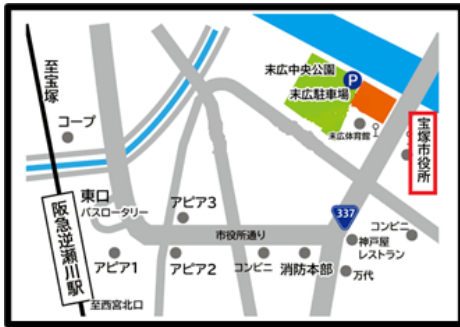 至宝塚
コープ
東口
バスロータリー
阪急逆瀬川駅
至西宮北口
アピア1
アピア3
アピア2
市役所通り
コンビニ
消防本部
末広中央公園
P
末広駐車場
末広体育館
宝塚市役所
337
コンビニ
神戸屋
レストラン
万代